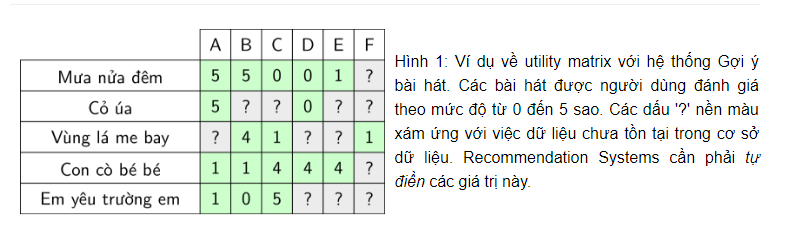 A B C D E F
Mưa nửa đêm 5 5 0 0 1 ?
Cỏ úa 5 ? ? 0 ? ?
Vùng lá me bay ? 4 1 ? ? 1
Con cò bé bé 1 1 4 4 4 ?
Em yêu trường em 1 0 5 ? ? ?
Hình 1: Ví dụ về utility matrix với hệ thống Gợi ý
bài hát. Các bài hát được người dùng đánh giá
theo mức độ từ 0 đến 5 sao. Các dấu '?' nền màu
xám ứng với việc dữ liệu chưa tồn tại trong cơ sở
dữ liệu. Recommendation Systems cần phải tự
điền các giá trị này.